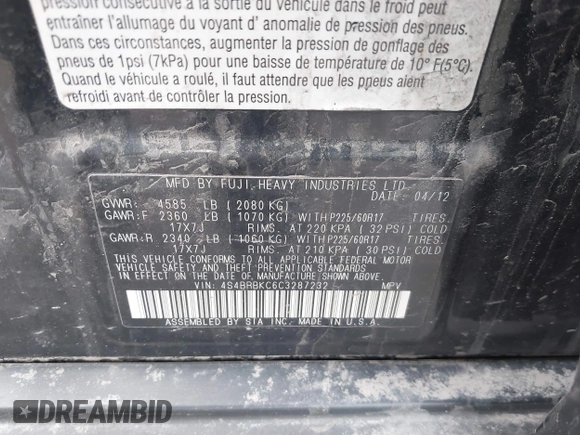 pression consécutive à la sortie du véhicule dans le froid peut
entraîner l'allumage du voyant d' anomalie de pression des pneus.
Dans ces circonstances, augmenter la pression de gonflage des
pneus de 1psi (7kPa) pour une baisse de température de 10° F(5°C).
Quand le véhicule a roulé, il faut attendre que les pneus aient
refroidi avant de contrôler la pression.
MFD BY FUJI HEAVY INDUSTRIES LTD.
DATE: 04/12
GVWR: 4585 LB (2080 KG)
GAWR:F 2360 LB (1070 KG) WITH P225/60R17 TIRES.
17X7J RIMS. AT 220 KPA ( 32 PSI) COLD
GAWR:R 2340 LB (1060 KG) WITH P225/60R17 TIRES.
17X7J RIMS. AT 210 KPA ( 30 PSI) COLD
THIS VEHICLE CONFORMS TO ALL APPLICABLE FEDERAL MOTOR
VEHICLE SAFETY, BUMPER, AND THEFT PREVENTION STANDARDS
IN EFFECT ON THE DATE OF MANUFACTURE SHOWN ABOVE.
VIN: 4S4BRBKC6C3287232 MPV
ASSEMBLED BY SIA INC. MADE IN U.S.A.
DREAMBID